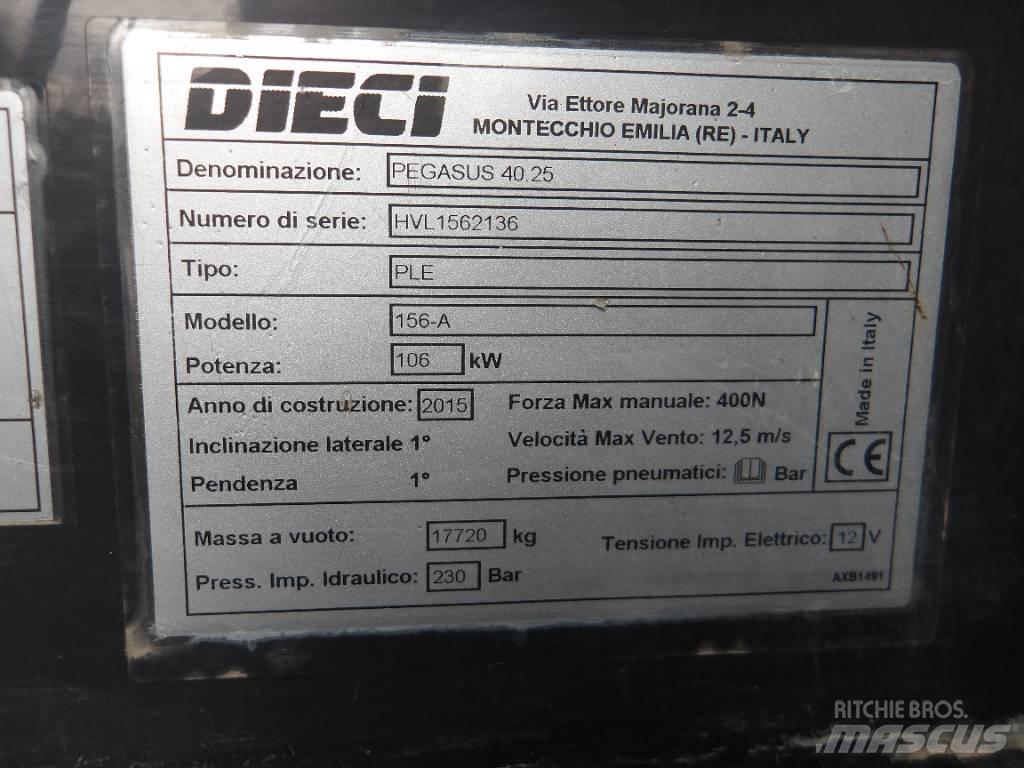 DIECI
Via Ettore Majorana 2-4
MONTECCHIO EMILIA (RE) - ITALY
Denominazione: PEGASUS 40.25
Numero di serie: HVL1562136
Tipo: PLE
Modello: 156-A
Potenza: 106 kW
Made in Italy
Anno di costruzione: 2015 Forza Max manuale: 400N
Inclinazione laterale 1° Velocità Max Vento: 12,5 m/s
Pendenza 1° Pressione pneumatici: Bar
CE
Massa a vuoto: 17720 kg Tensione Imp. Elettrico: 12 V
Press. Imp. Idraulico: 230 Bar
AXB1491
RITCHIE BROS.
MASCUS